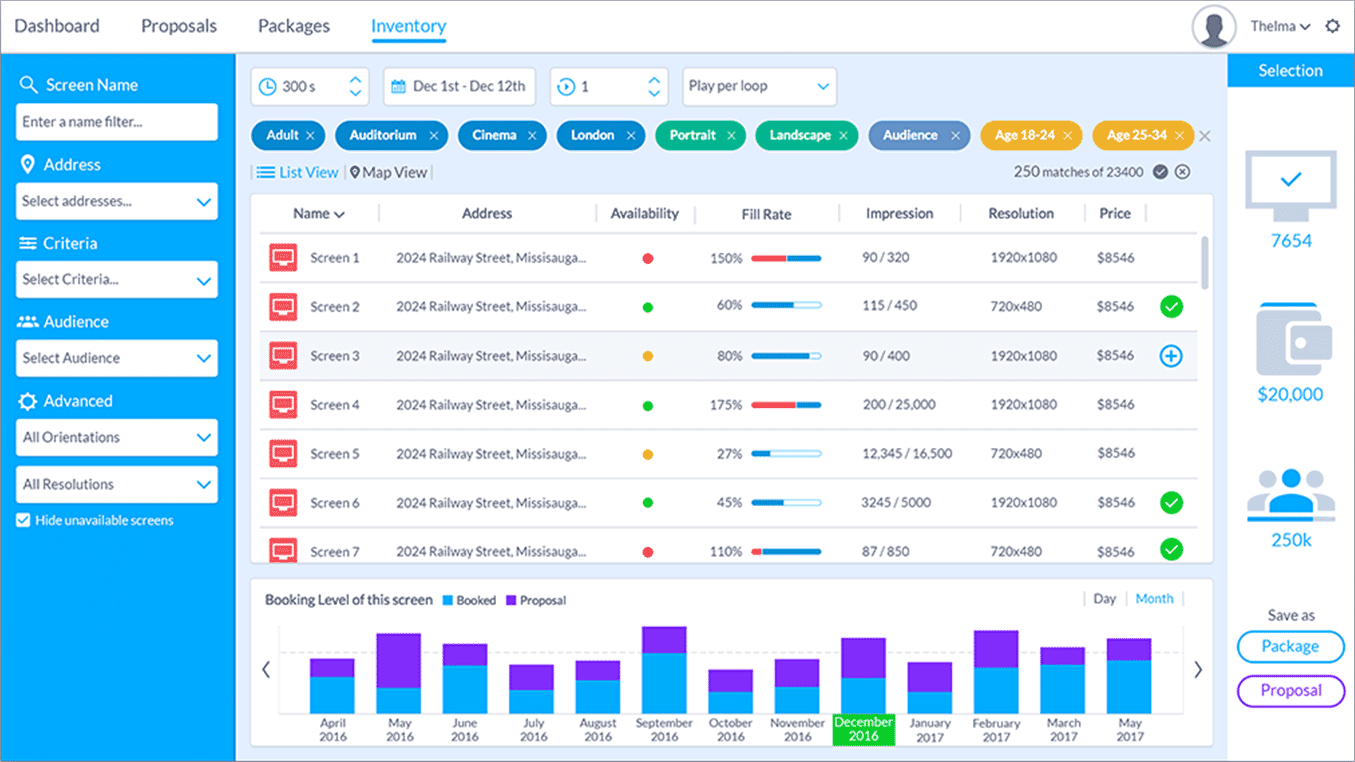 Dashboard Proposals Packages Inventory Thelma
Screen Name
Enter a name filter...
Address
Select addresses...
Criteria
Select Criteria...
Audience
Select Audience
Advanced
All Orientations
All Resolutions
Hide unavailable screens
300 s Dec 1st - Dec 12th 1 Play per loop
Adult × Auditorium × Cinema × London × Portrait × Landscape × Audience × Age 18-24 × Age 25-34 × ×
List View Map View 250 matches of 23400
Name Address Availability Fill Rate Impression Resolution Price
Screen 1 2024 Railway Street, Missisauga... 150% 90 / 320 1920x1080 $8546
Screen 2 2024 Railway Street, Missisauga... 60% 115 / 450 720x480 $8546
Screen 3 2024 Railway Street, Missisauga... 80% 90 / 400 1920x1080 $8546
Screen 4 2024 Railway Street, Missisauga... 175% 200 / 25,000 1920x1080 $8546
Screen 5 2024 Railway Street, Missisauga... 27% 12,345 / 16,500 720x480 $8546
Screen 6 2024 Railway Street, Missisauga... 45% 3245 / 5000 1920x1080 $8546
Screen 7 2024 Railway Street, Missisauga... 110% 87 / 850 720x480 $8546
Booking Level of this screen Booked Proposal Day Month
April May June July August September October November December January February March May
2016 2016 2016 2016 2016 2016 2016 2016 2016 2017 2017 2017 2017
Selection
7654
$20,000
250k
Save as
Package
Proposal